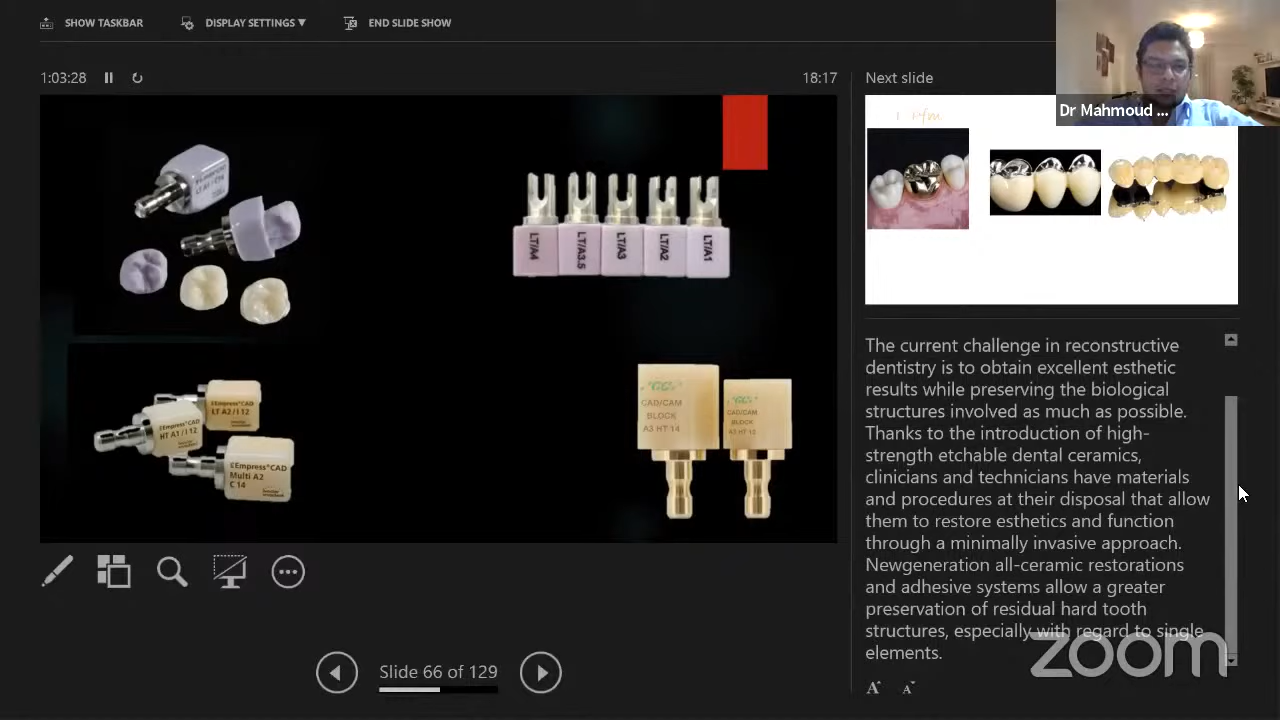 SHOW TASKBAR
DISPLAY SETTINGS ▼
END SLIDE SHOW
1:03:28
18:17
Next slide
Dr Mahmoud ...
LT/A4
LT/A3.5
LT/A3
LT/A2
LT/A1
Empress CAD
LT A2 / I 12
Empress CAD
HT A1 / I 12
Empress CAD
Multi A2
C 14
GC
CAD/CAM
BLOCK
A3 HT 14
GC
CAD/CAM
BLOCK
A3 HT 12
The current challenge in reconstructive
dentistry is to obtain excellent esthetic
results while preserving the biological
structures involved as much as possible.
Thanks to the introduction of high-
strength etchable dental ceramics,
clinicians and technicians have materials
and procedures at their disposal that allow
them to restore esthetics and function
through a minimally invasive approach.
Newgeneration all-ceramic restorations
and adhesive systems allow a greater
preservation of residual hard tooth
structures, especially with regard to single
elements.
Slide 66 of 129
A A
zoom